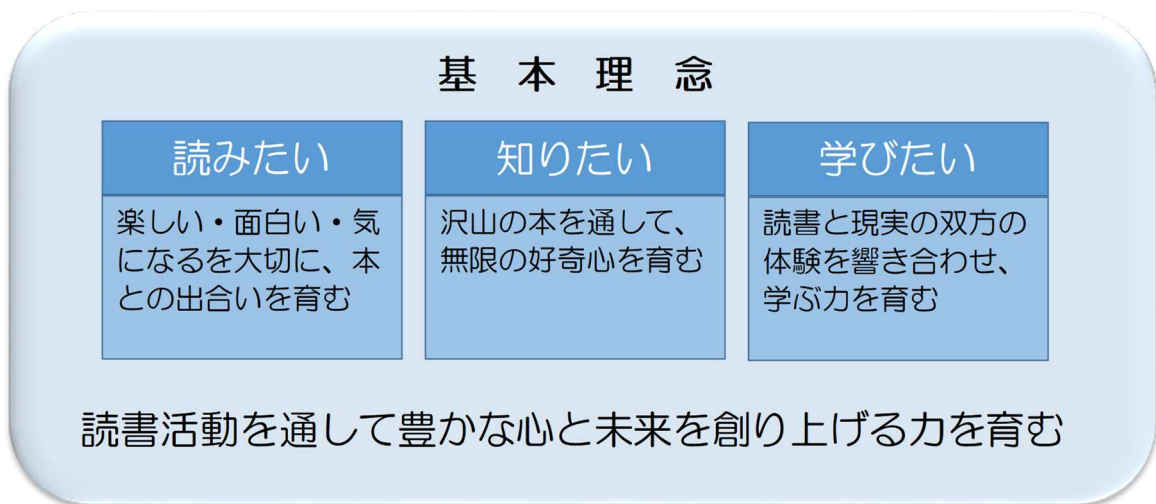 基本理念
読みたい
楽しい・面白い・気
になるを大切に、本
との出合いを育む
知りたい
沢山の本を通して、
無限の好奇心を育む
学びたい
読書と現実の双方の
体験を響き合わせ、
学ぶ力を育む
読書活動を通して豊かな心と未来を創り上げる力を育む